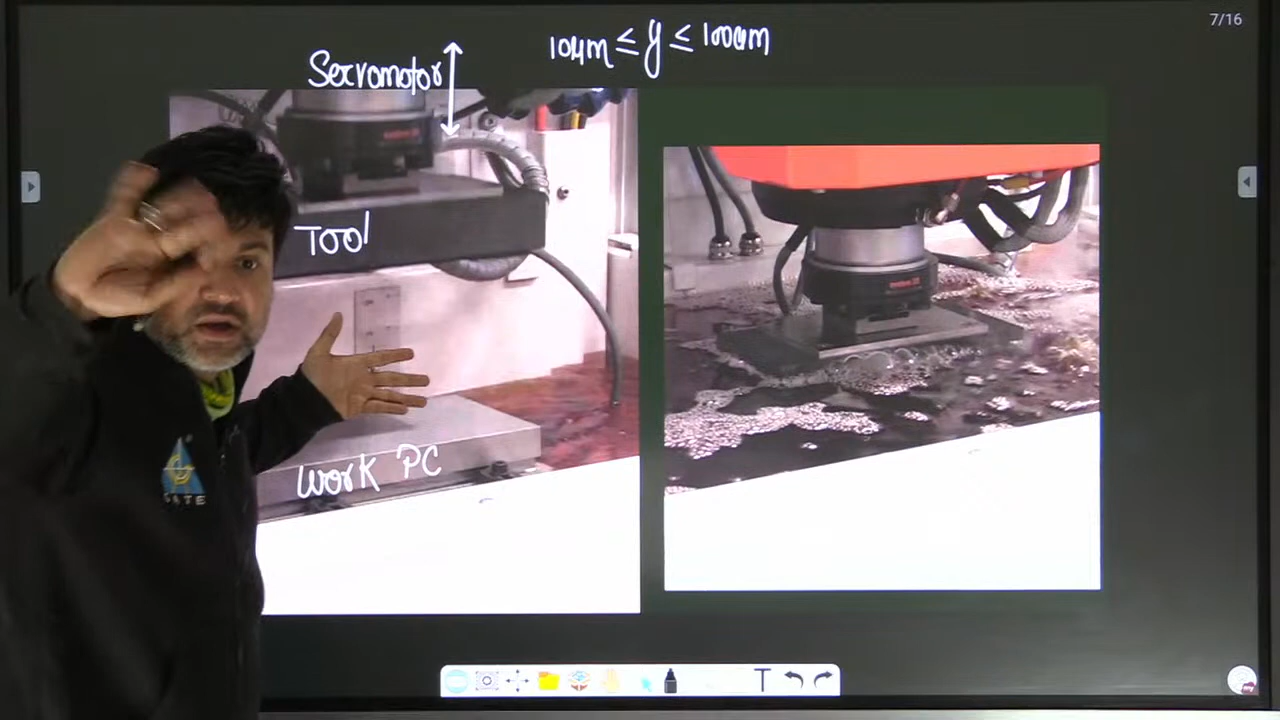 7/16
10μm ≤ y ≤ 100μm
Servomotor
Tool
Work PC
T